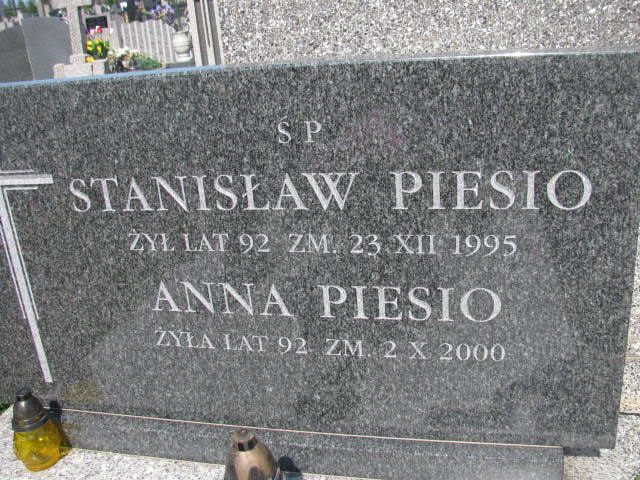 ŚP
STANISŁAW PIESIO
ŻYŁ LAT 92 ZM. 23 XII 1995
ANNA PIESIO
ŻYŁA LAT 92 ZM. 2 X 2000